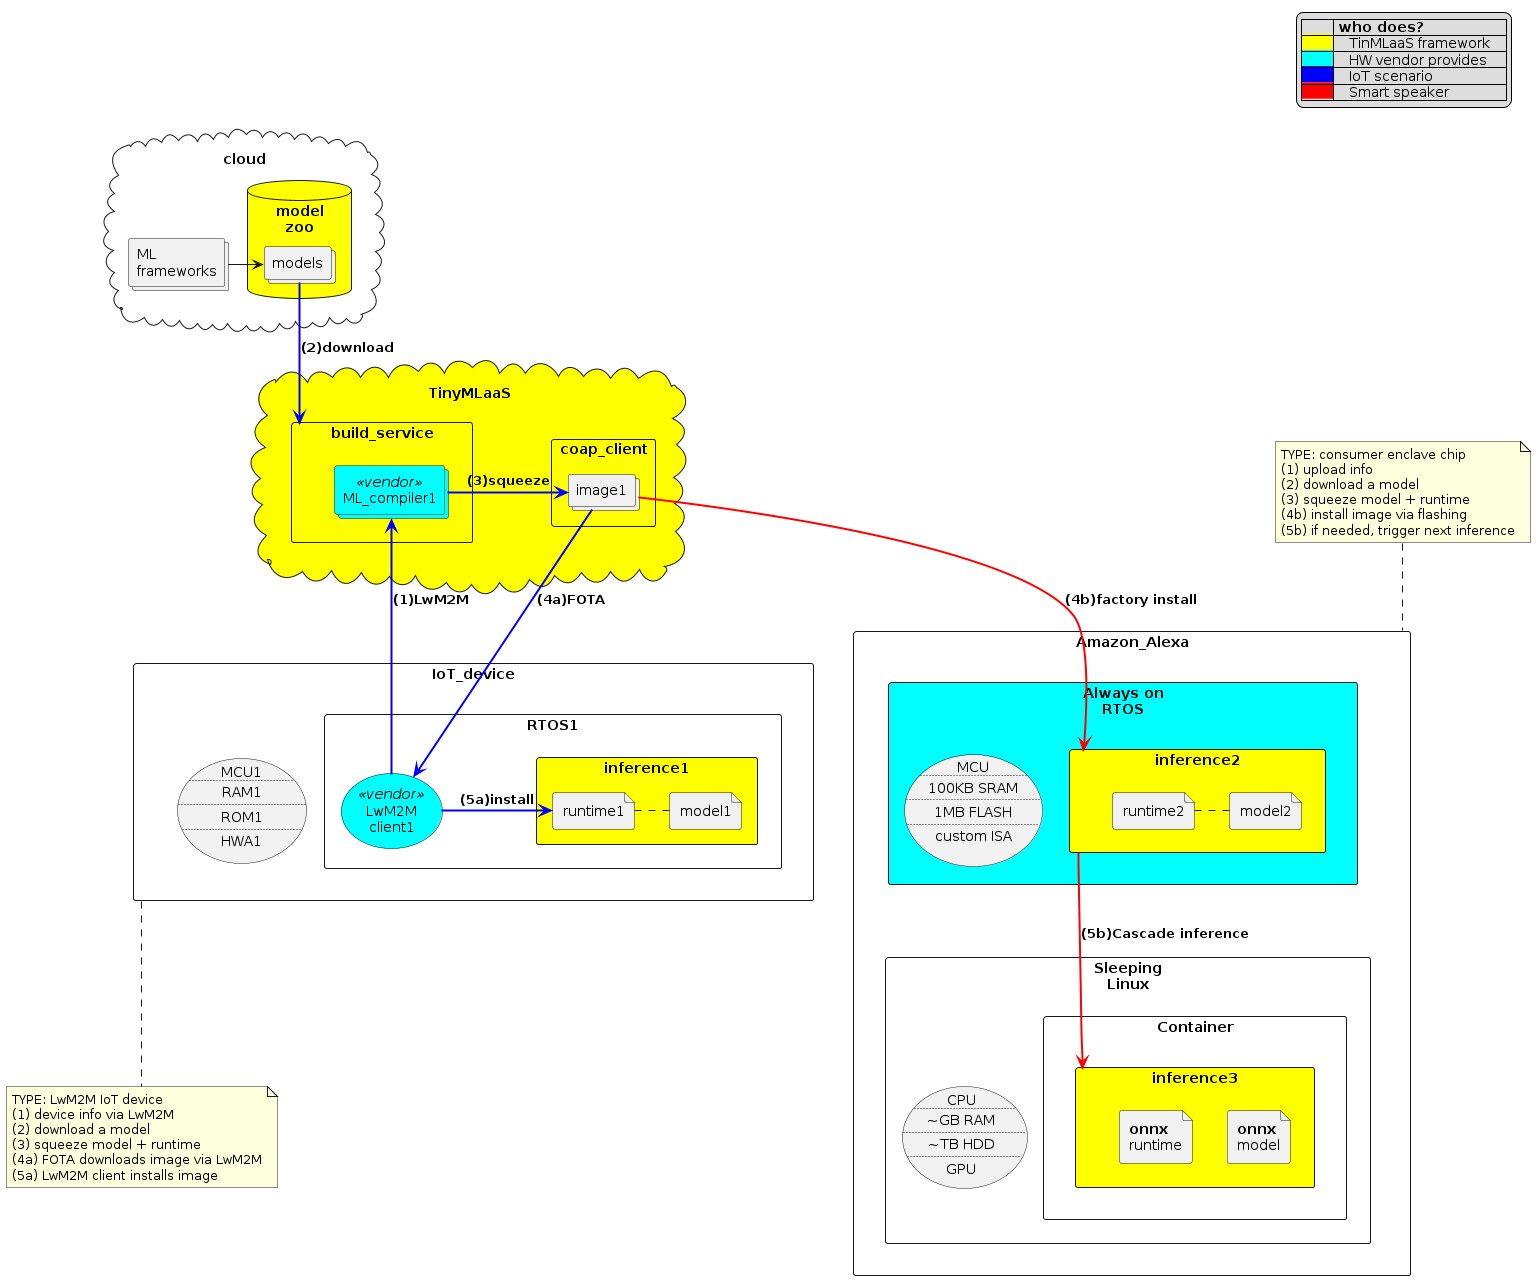 who does?
TinMLaaS framework
HW vendor provides
IoT scenario
Smart speaker
cloud
model
zoo
ML
frameworks
models
(2)download
TinyMLaaS
build_service
coap_client
«vendor»
ML_compiler1
(3)squeeze
image1
TYPE: consumer enclave chip
(1) upload info
(2) download a model
(3) squeeze model + runtime
(4b) install image via flashing
(5b) if needed, trigger next inference
(1)LwM2M
(4a)FOTA
(4b)factory install
IoT_device
RTOS1
MCU1
RAM1
ROM1
HWA1
«vendor»
LwM2M
client1
(5a)install
inference1
runtime1
model1
Amazon_Alexa
Always on
RTOS
MCU
100KB SRAM
1MB FLASH
custom ISA
inference2
runtime2
model2
(5b)Cascade inference
Sleeping
Linux
Container
CPU
~GB RAM
~TB HDD
GPU
inference3
onnx
runtime
onnx
model
TYPE: LwM2M IoT device
(1) device info via LwM2M
(2) download a model
(3) squeeze model + runtime
(4a) FOTA downloads image via LwM2M
(5a) LwM2M client installs image